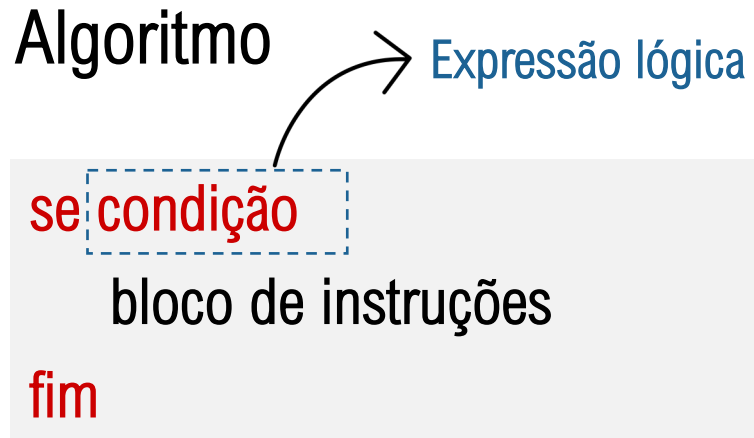 Algoritmo
Expressão lógica
se condição
bloco de instruções
fim